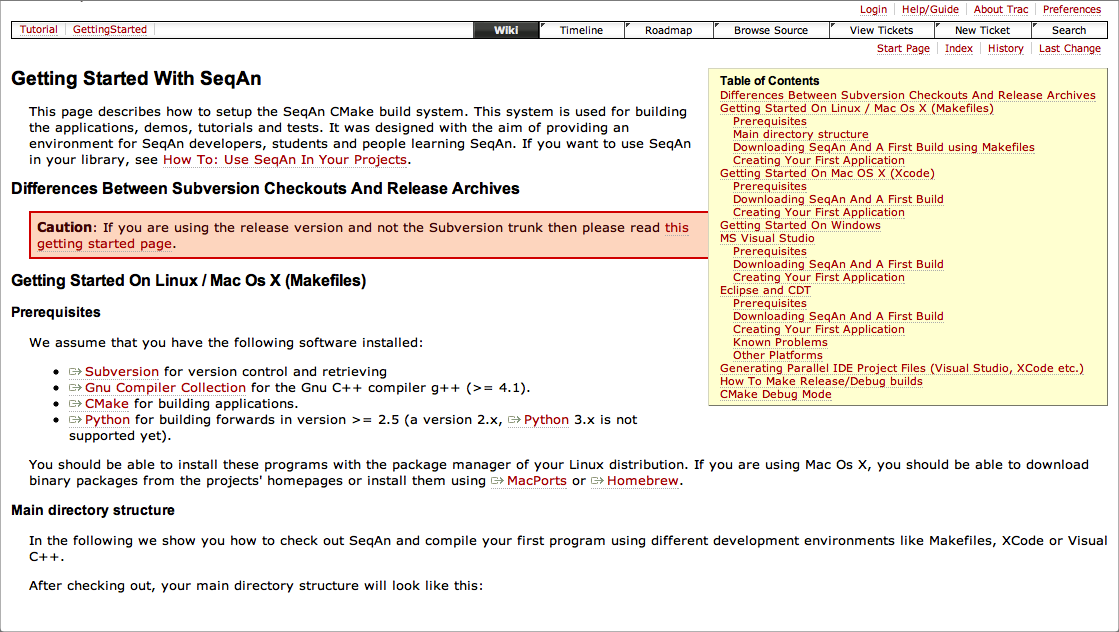 Login Help/Guide About Trac Preferences
Tutorial GettingStarted Wiki Timeline Roadmap Browse Source View Tickets New Ticket Search
Start Page Index History Last Change
Getting Started With SeqAn
This page describes how to setup the SeqAn CMake build system. This system is used for building
the applications, demos, tutorials and tests. It was designed with the aim of providing an
environment for SeqAn developers, students and people learning SeqAn. If you want to use SeqAn
in your library, see How To: Use SeqAn In Your Projects.
Differences Between Subversion Checkouts And Release Archives
Caution: If you are using the release version and not the Subversion trunk then please read this
getting started page.
Table of Contents
Differences Between Subversion Checkouts And Release Archives
Getting Started On Linux / Mac Os X (Makefiles)
Prerequisites
Main directory structure
Downloading SeqAn And A First Build using Makefiles
Creating Your First Application
Getting Started On Mac OS X (Xcode)
Prerequisites
Downloading SeqAn And A First Build
Creating Your First Application
Getting Started On Windows
MS Visual Studio
Prerequisites
Downloading SeqAn And A First Build
Creating Your First Application
Eclipse and CDT
Prerequisites
Downloading SeqAn And A First Build
Creating Your First Application
Known Problems
Other Platforms
Generating Parallel IDE Project Files (Visual Studio, XCode etc.)
How To Make Release/Debug builds
CMake Debug Mode
Getting Started On Linux / Mac Os X (Makefiles)
Prerequisites
We assume that you have the following software installed:
• Subversion for version control and retrieving
• Gnu Compiler Collection for the Gnu C++ compiler g++ (>= 4.1).
• CMake for building applications.
• Python for building forwards in version >= 2.5 (a version 2.x, Python 3.x is not
supported yet).
You should be able to install these programs with the package manager of your Linux distribution. If you are using Mac Os X, you should be able to download
binary packages from the projects' homepages or install them using MacPorts or Homebrew.
Main directory structure
In the following we show you how to check out SeqAn and compile your first program using different development environments like Makefiles, XCode or Visual
C++.
After checking out, your main directory structure will look like this: